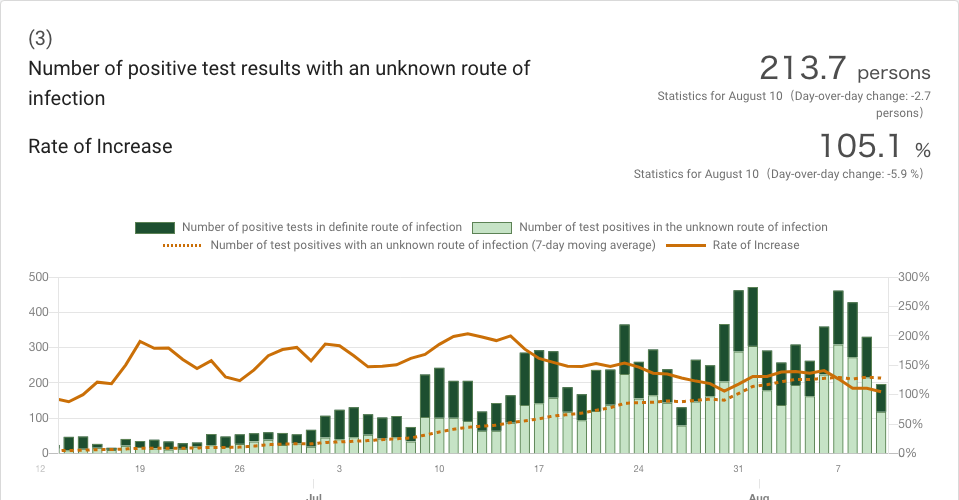 (3)
Number of positive test results with an unknown route of
infection
213.7 persons
Statistics for August 10（Day-over-day change: -2.7
persons）
Rate of Increase
105.1 %
Statistics for August 10（Day-over-day change: -5.9 %）
Number of positive tests in definite route of infection Number of test positives in the unknown route of infection
Number of test positives with an unknown route of infection (7-day moving average) Rate of Increase
500 300%
250%
400
200%
300
150%
200
100%
100
50%
0 0%
12 19 26 3 10 17 24 31 7
Jul Aug